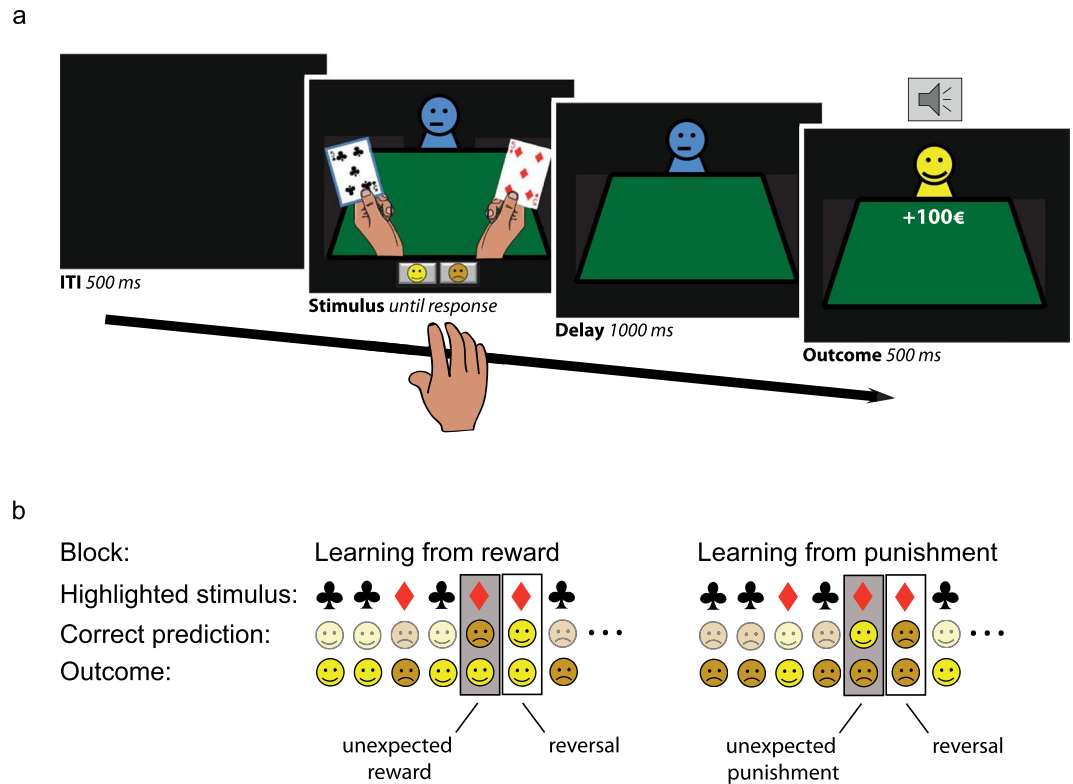 a
ITI 500 ms
Stimulus until response
Delay 1000 ms
+100€
Outcome 500 ms
b
Block: Learning from reward Learning from punishment
Highlighted stimulus:
Correct prediction:
Outcome:
unexpected reward
reversal
unexpected punishment
reversal